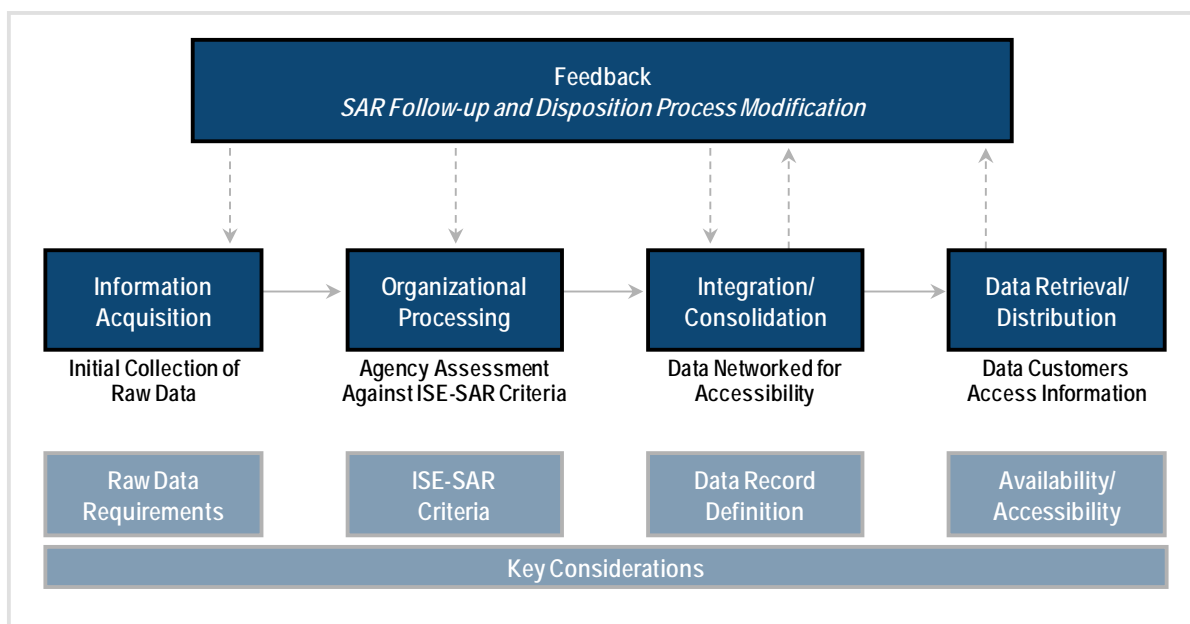 Feedback
SAR Follow-up and Disposition Process Modification
Information
Acquisition
Organizational
Processing
Integration/
Consolidation
Data Retrieval/
Distribution
Initial Collection of
Raw Data
Agency Assessment
Against ISE-SAR Criteria
Data Networked for
Accessibility
Data Customers
Access Information
Raw Data
Requirements
ISE-SAR
Criteria
Data Record
Definition
Availability/
Accessibility
Key Considerations